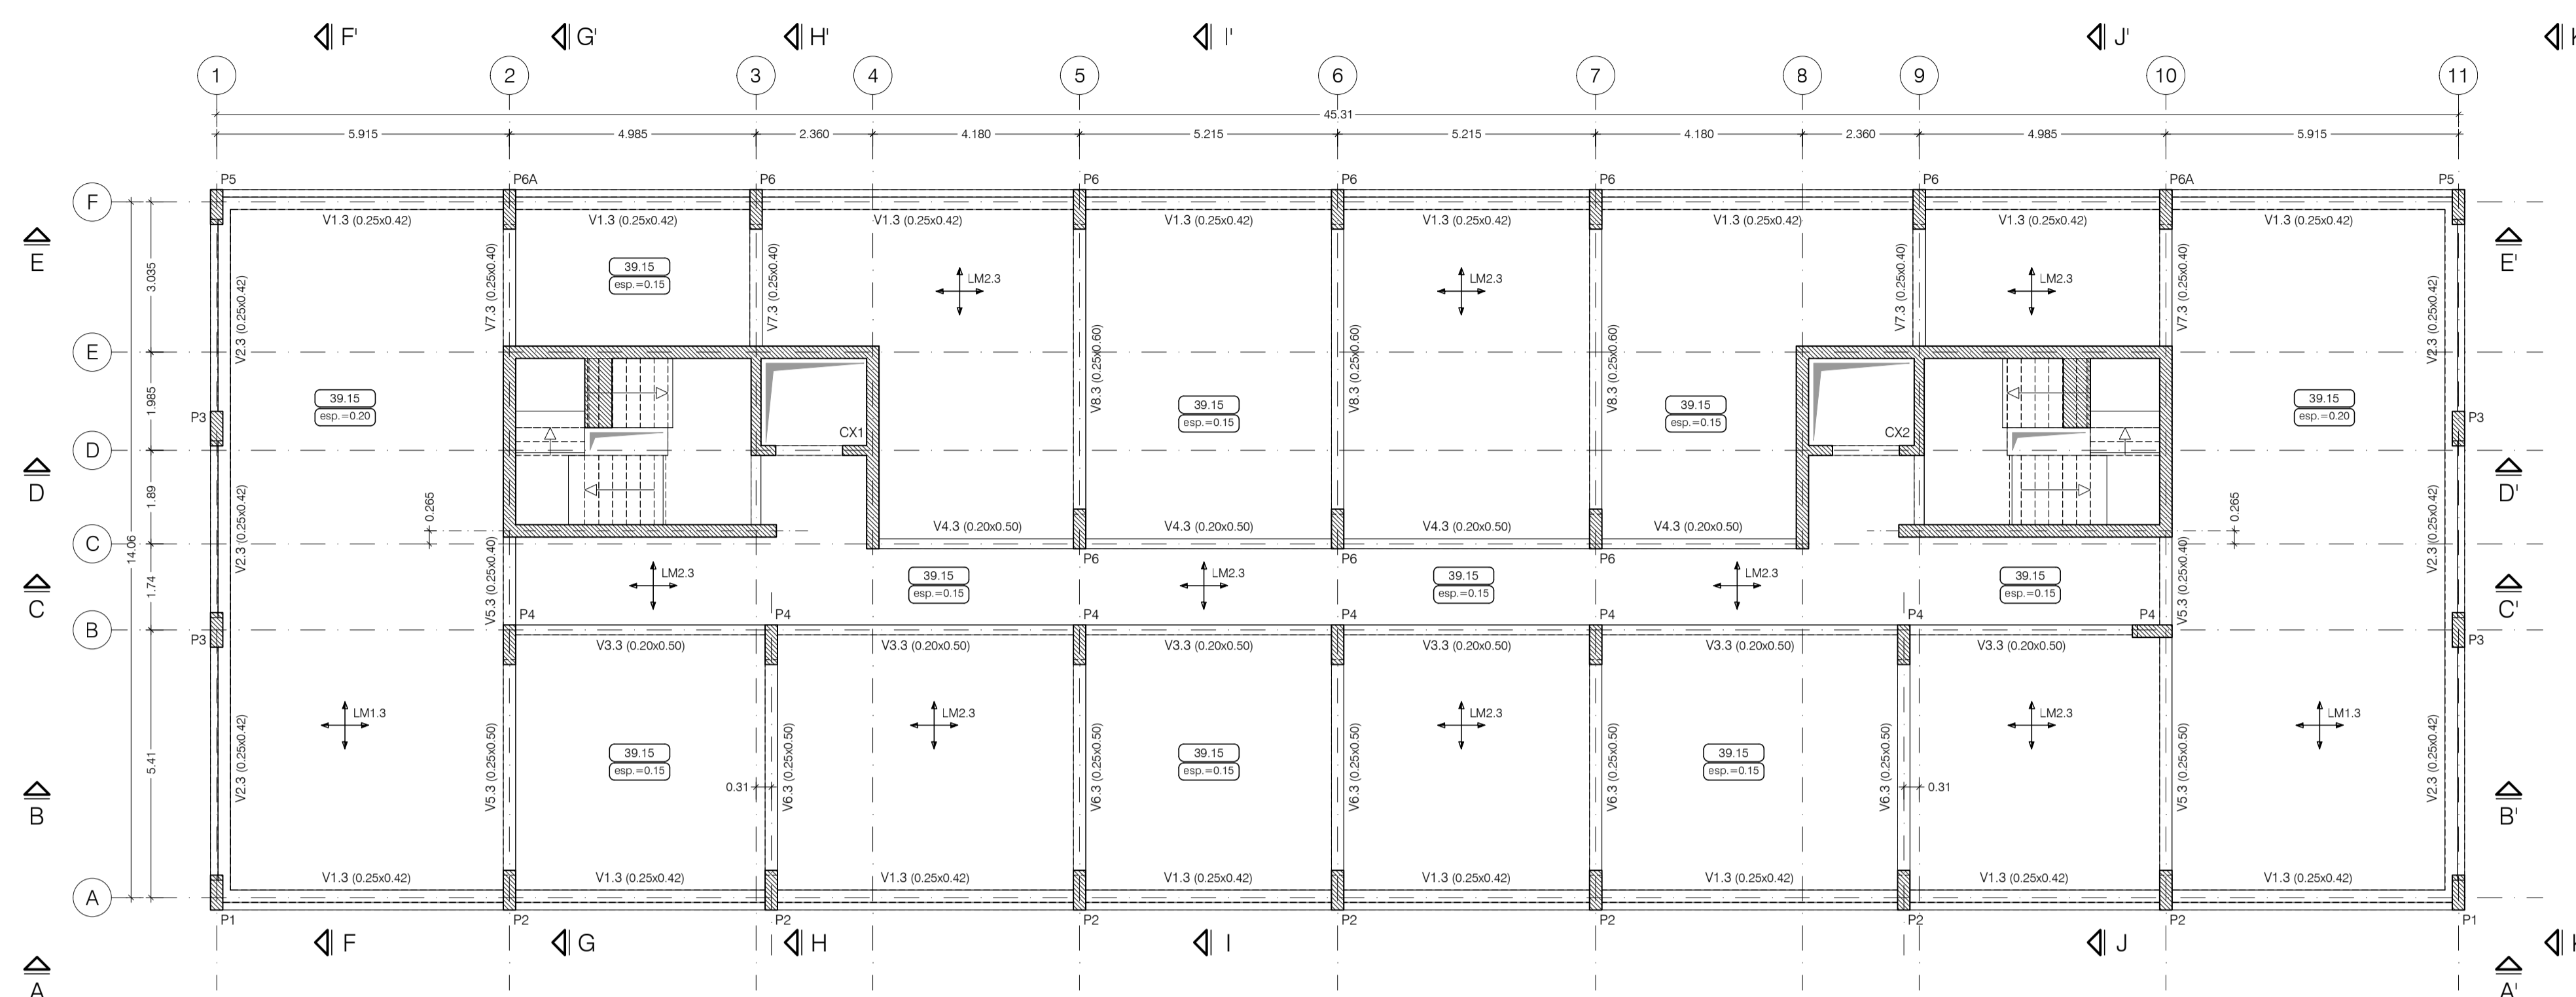 F' G' H' I' J'
1 2 3 4 5 6 7 8 9 10 11
45.31
5.915 4.985 2.360 4.180 5.215 5.215 4.180 2.360 4.985 5.915
P5 P6A P6 P6 P6 P6 P6 P6A P5
F
V1.3 (0.25x0.42) V1.3 (0.25x0.42) V1.3 (0.25x0.42) V1.3 (0.25x0.42) V1.3 (0.25x0.42) V1.3 (0.25x0.42) V1.3 (0.25x0.42) V1.3 (0.25x0.42)
E E'
3.035
V2.3 (0.25x0.42) V7.3 (0.25x0.40) V7.3 (0.25x0.40) V7.3 (0.25x0.40) V7.3 (0.25x0.40) V2.3 (0.25x0.42)
39.15
esp.=0.15
LM2.3 LM2.3 LM2.3
E
V8.3 (0.25x0.60) V8.3 (0.25x0.60) V8.3 (0.25x0.60)
1.985
39.15 39.15 39.15 39.15
esp.=0.20 esp.=0.15 esp.=0.15 esp.=0.20
P3 P3
CX1 CX2
D
D D'
1.89
0.265 0.265
V2.3 (0.25x0.42) V2.3 (0.25x0.42)
V4.3 (0.20x0.50) V4.3 (0.20x0.50) V4.3 (0.20x0.50) V4.3 (0.20x0.50)
C
14.06
P6 P6 P6
C C'
1.74
V5.3 (0.25x0.40) V5.3 (0.25x0.40)
LM2.3 LM2.3 LM2.3
39.15 39.15 39.15
esp.=0.15 esp.=0.15 esp.=0.15
P4 P4 P4 P4 P4 P4 P4
B
P3 P3
V3.3 (0.20x0.50) V3.3 (0.20x0.50) V3.3 (0.20x0.50) V3.3 (0.20x0.50) V3.3 (0.20x0.50) V3.3 (0.20x0.50)
5.41
LM1.3 LM2.3 LM2.3 LM2.3 LM1.3
V2.3 (0.25x0.42) V5.3 (0.25x0.50) V6.3 (0.25x0.50) V6.3 (0.25x0.50) V6.3 (0.25x0.50) V6.3 (0.25x0.50) V6.3 (0.25x0.50) V5.3 (0.25x0.50) V2.3 (0.25x0.42)
39.15 39.15 39.15
esp.=0.15 esp.=0.15 esp.=0.15
0.31 0.31
B B'
V1.3 (0.25x0.42) V1.3 (0.25x0.42) V1.3 (0.25x0.42) V1.3 (0.25x0.42) V1.3 (0.25x0.42) V1.3 (0.25x0.42) V1.3 (0.25x0.42) V1.3 (0.25x0.42)
A
P1 P2 P2 P2 P2 P2 P2 P2 P1
F G H I J
A A'